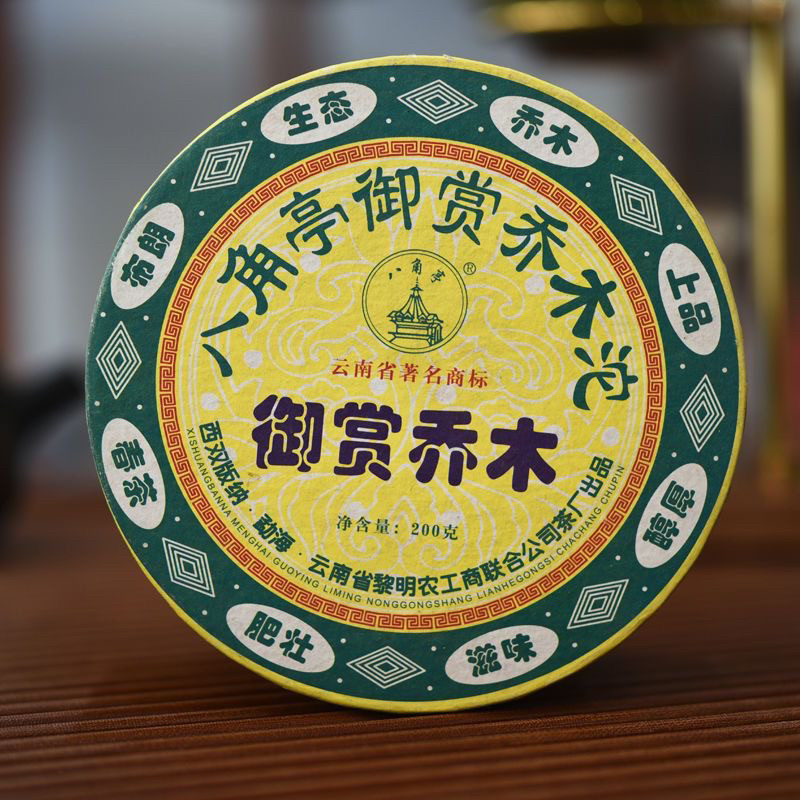 生态
乔木
上品
滋味
肥壮
春茶
布朗
八角亭御赏乔木沱
八角亭®
云南省著名商标
御赏乔木
净含量：200克
西双版纳·勐海·云南省黎明农工商联合公司茶厂出品
XISHUANGBANNA MENGHAI GUOYING LIMING NONGGONGSHANG LIANHEGONGSI CHACHANG CHUPIN